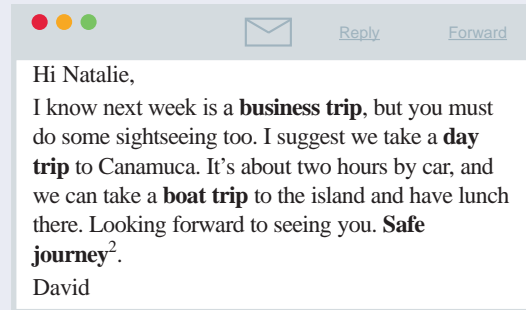 Reply Forward
Hi Natalie,
I know next week is a business trip, but you must
do some sightseeing too. I suggest we take a day
trip to Canamuca. It's about two hours by car, and
we can take a boat trip to the island and have lunch
there. Looking forward to seeing you. Safe
journey².
David